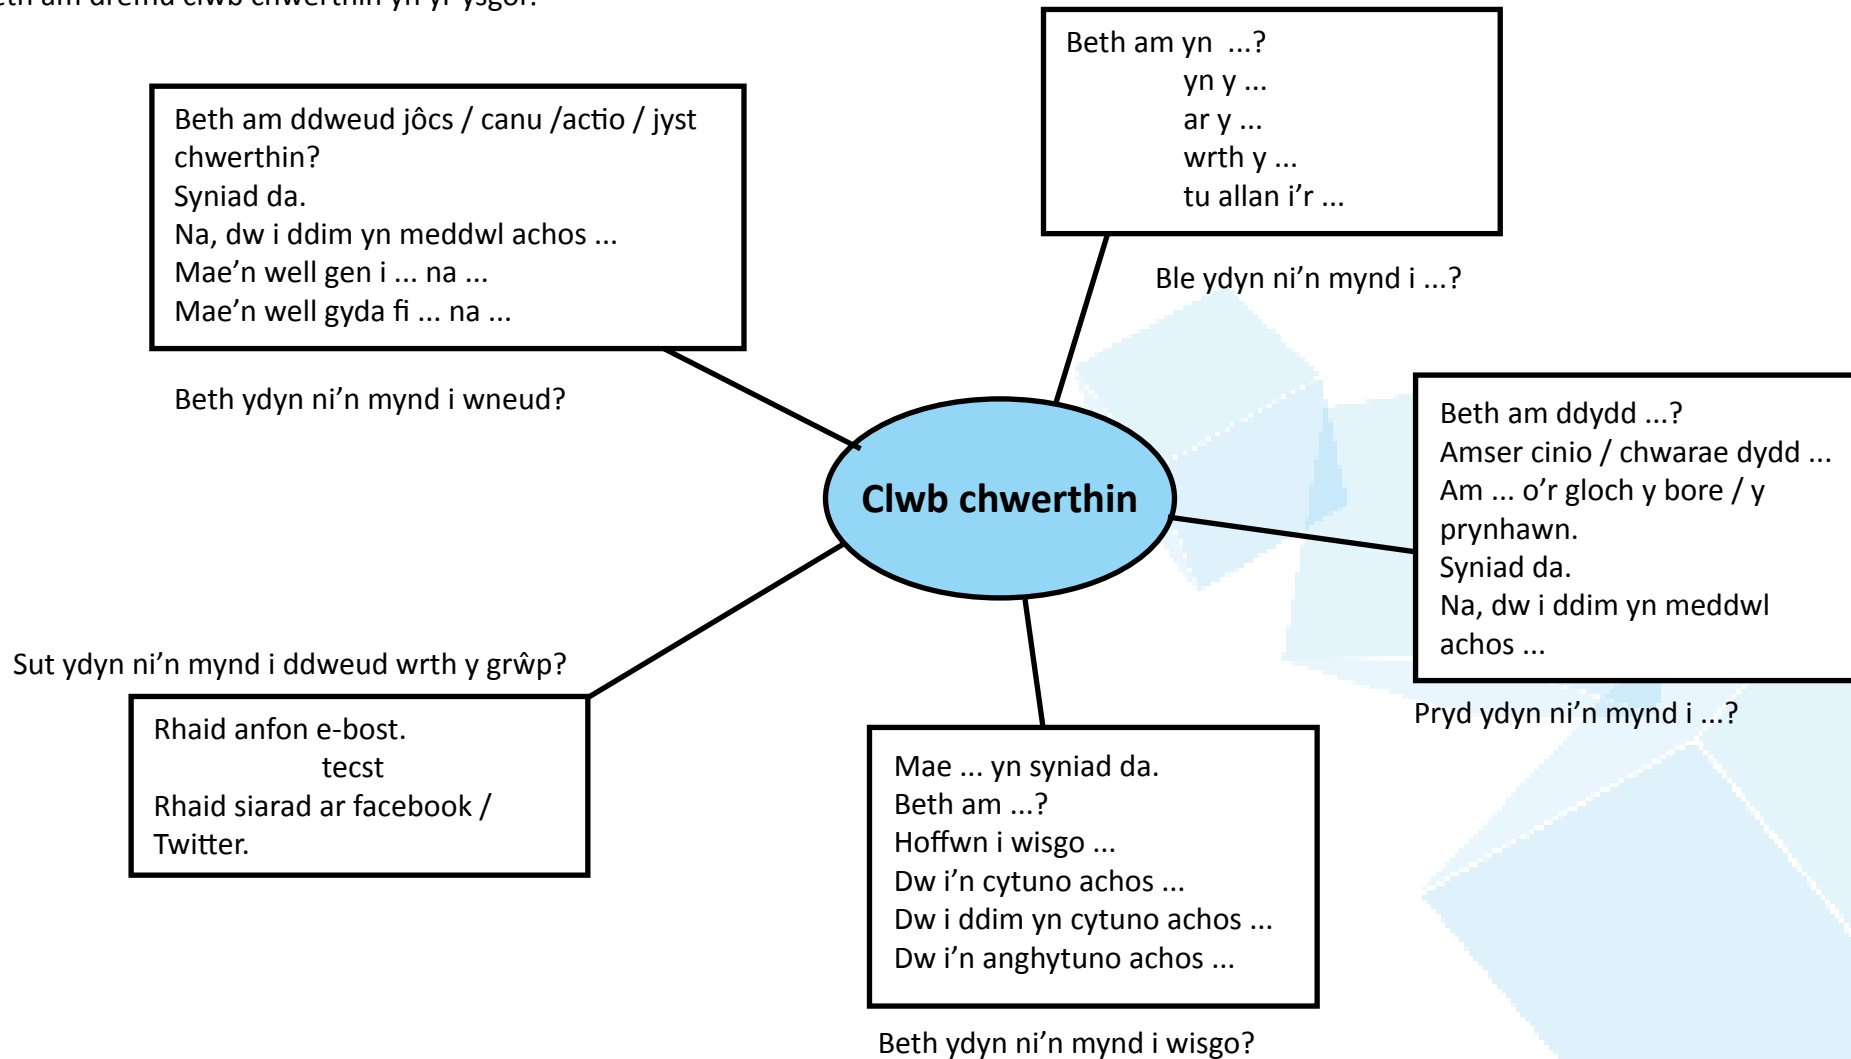 Beth am ddweud jôcs / canu /actio / jyst
chwerthin?
Syniad da.
Na, dw i ddim yn meddwl achos ...
Mae’n well gen i ... na ...
Mae’n well gyda fi ... na ...
Beth ydyn ni’n mynd i wneud?
Beth am yn ...?
yn y ...
ar y ...
wrth y ...
tu allan i’r ...
Ble ydyn ni’n mynd i ...?
Clwb chwerthin
Beth am ddydd ...?
Amser cinio / chwarae dydd ...
Am ... o’r gloch y bore / y
prynhawn.
Syniad da.
Na, dw i ddim yn meddwl
achos ...
Pryd ydyn ni’n mynd i ...?
Sut ydyn ni’n mynd i ddweud wrth y grŵp?
Rhaid anfon e-bost.
tecst
Rhaid siarad ar facebook /
Twitter.
Mae ... yn syniad da.
Beth am ...?
Hoffwn i wisgo ...
Dw i’n cytuno achos ...
Dw i ddim yn cytuno achos ...
Dw i’n anghytuno achos ...
Beth ydyn ni’n mynd i wisgo?